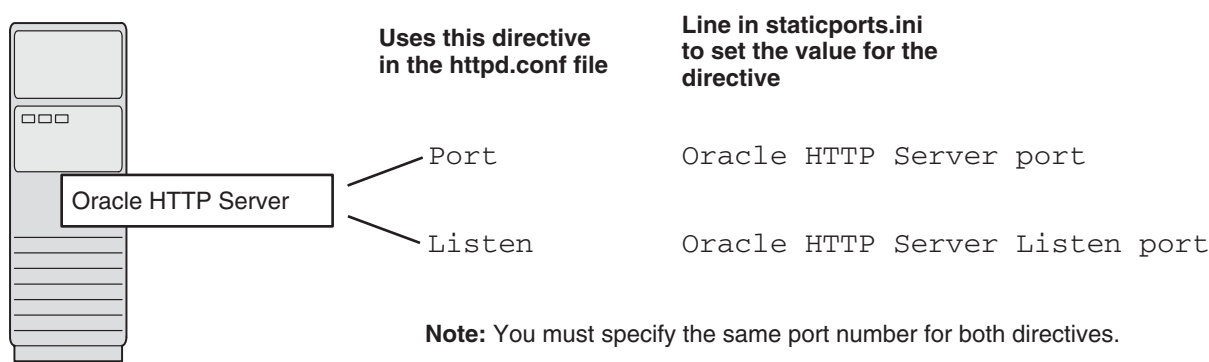 Uses this directive
in the httpd.conf file
Line in staticports.ini
to set the value for the
directive
Port
Oracle HTTP Server port
Oracle HTTP Server
Listen
Oracle HTTP Server Listen port
Note: You must specify the same port number for both directives.